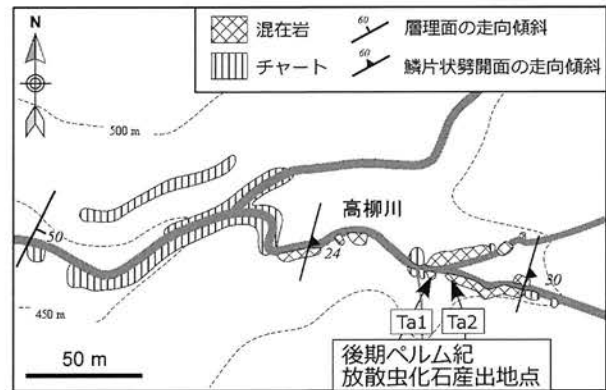 混在岩
60
層理面の走向傾斜
チャート
60
鱗片状劈開面の走向傾斜
500 m
高柳川
50
24
30
450 m
Ta1
Ta2
50 m
後期ペルム紀
放散虫化石産出地点